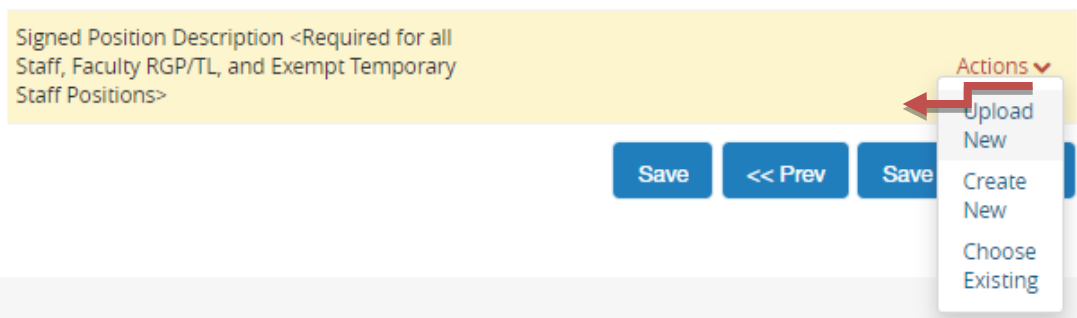 Signed Position Description <Required for all
Staff, Faculty RGP/TL, and Exempt Temporary
Staff Positions>
Actions
Upload
New
Save
<< Prev
Save
Create
New
Choose
Existing